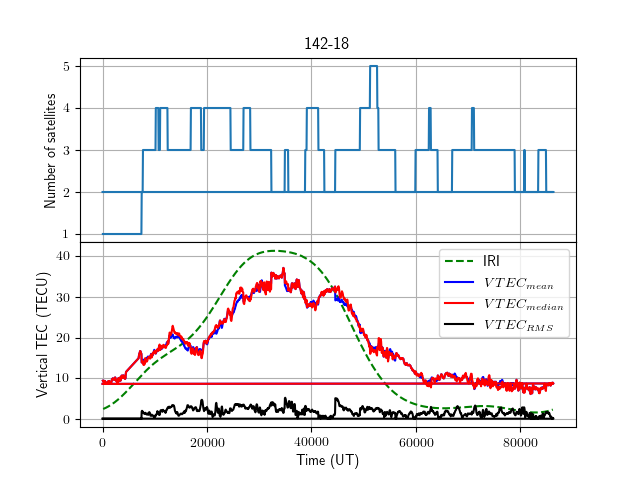 142-18
Number of satellites
5
4
3
2
1
Vertical TEC (TECU)
40
30
20
10
0
IRI
VTEC_mean
VTEC_median
VTEC_RMS
0 20000 40000 60000 80000
Time (UT)